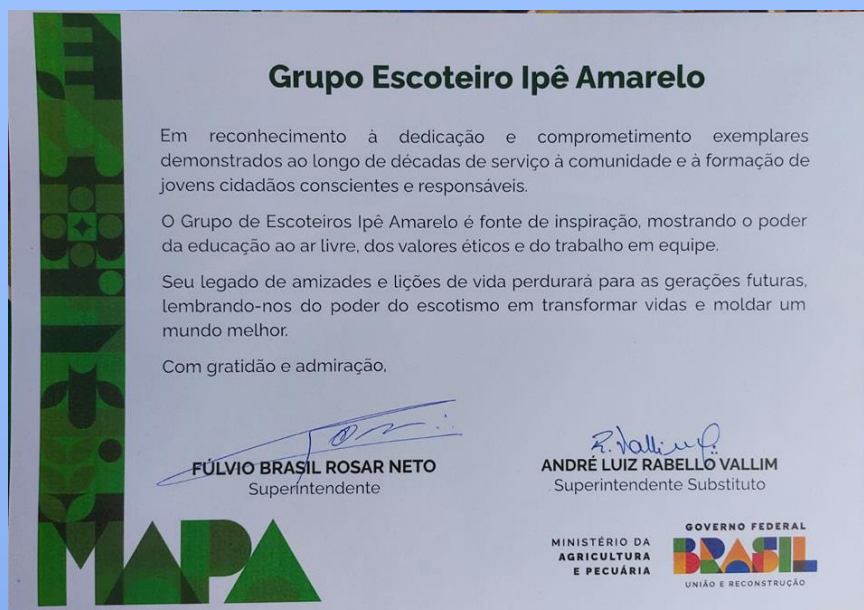 Grupo Escoteiro Ipê Amarelo
Em reconhecimento à dedicação e comprometimento exemplares
demonstrados ao longo de décadas de serviço à comunidade e à formação de
jovens cidadãos conscientes e responsáveis.
O Grupo de Escoteiros Ipê Amarelo é fonte de inspiração, mostrando o poder
da educação ao ar livre, dos valores éticos e do trabalho em equipe.
Seu legado de amizades e lições de vida perdurará para as gerações futuras,
lembrando-nos do poder do escotismo em transformar vidas e moldar um
mundo melhor.
Com gratidão e admiração,
FÚLVIO BRASIL ROSAR NETO
Superintendente
R. Vallim
ANDRÉ LUIZ RABELLO VALLIM
Superintendente Substituto
MAPA
MINISTÉRIO DA
AGRICULTURA
E PECUÁRIA
GOVERNO FEDERAL
BRASIL
UNIÃO E RECONSTRUÇÃO